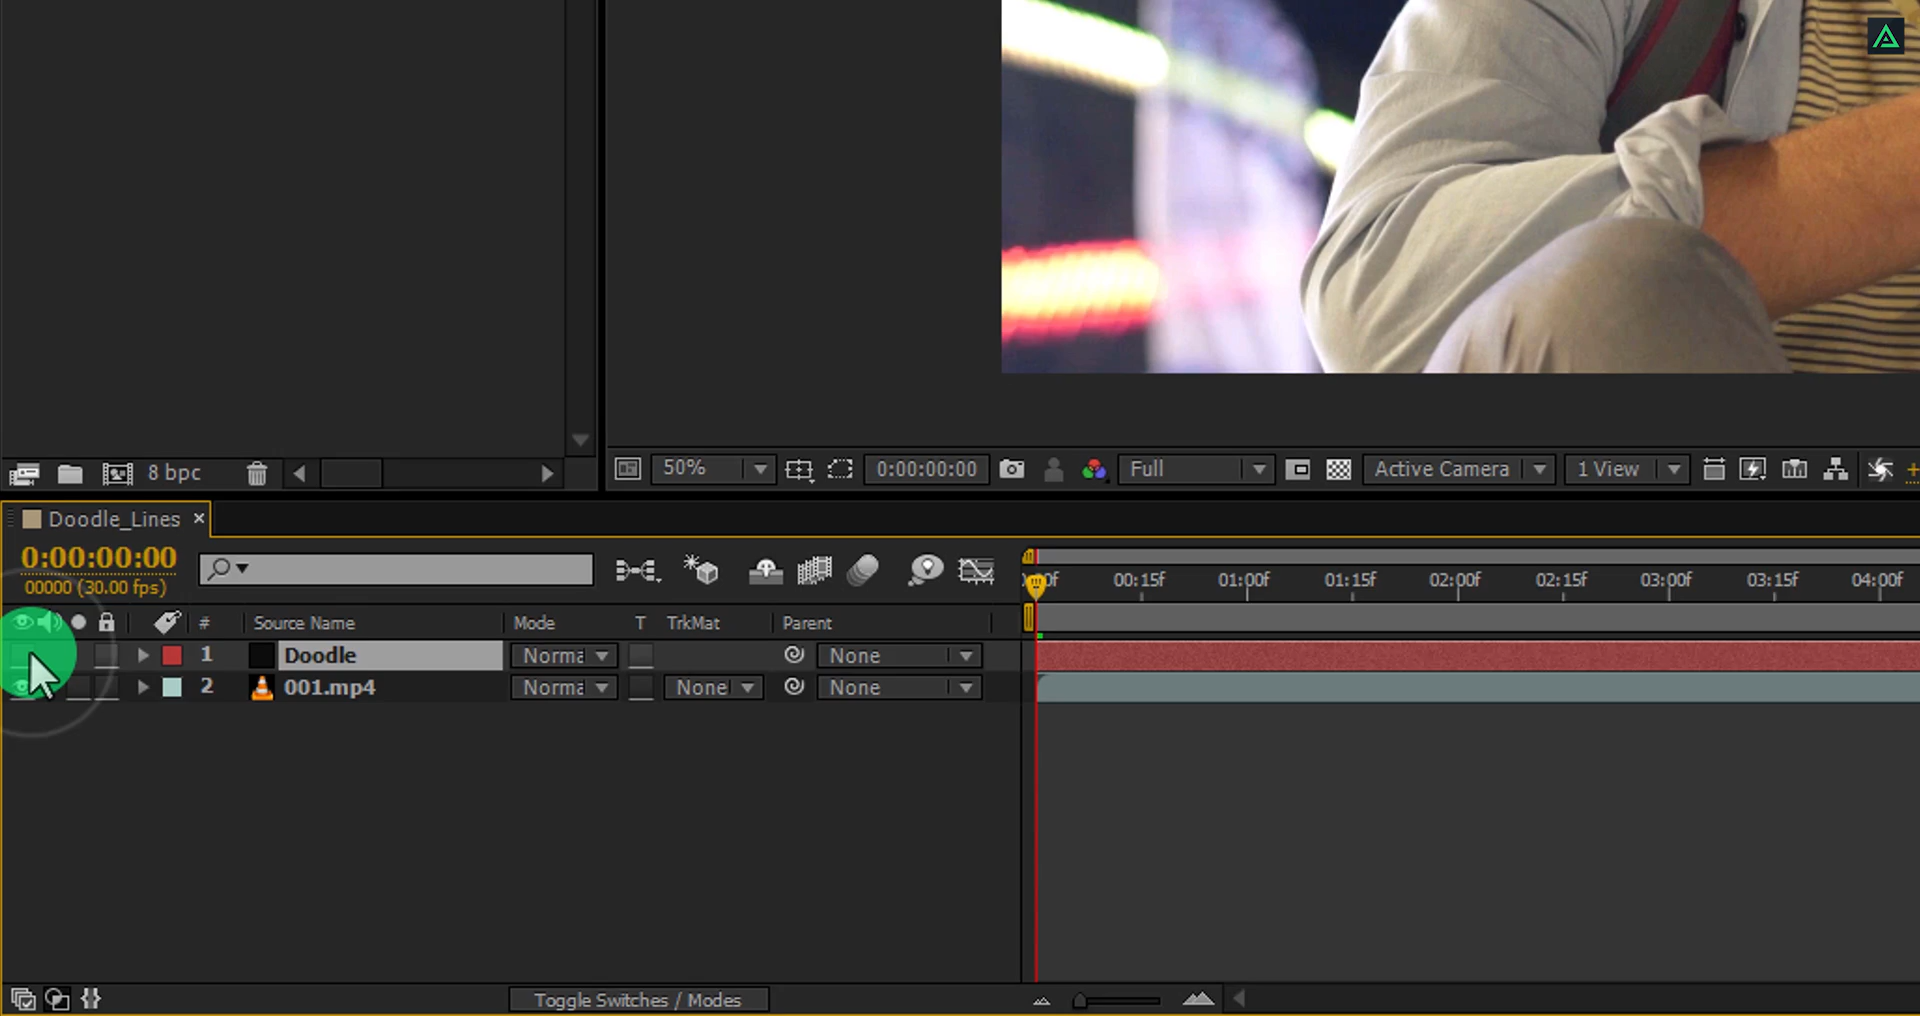 8 bpc
50%
0:00:00:00
Full
Active Camera
1 View
Doodle_Lines ×
0:00:00:00
00000 (30.00 fps)
00:15f
01:00f
01:15f
02:00f
02:15f
03:00f
03:15f
04:00f
# Source Name Mode T TrkMat Parent
1 Doodle Norma None
2 001.mp4 Norma None None
Toggle Switches / Modes